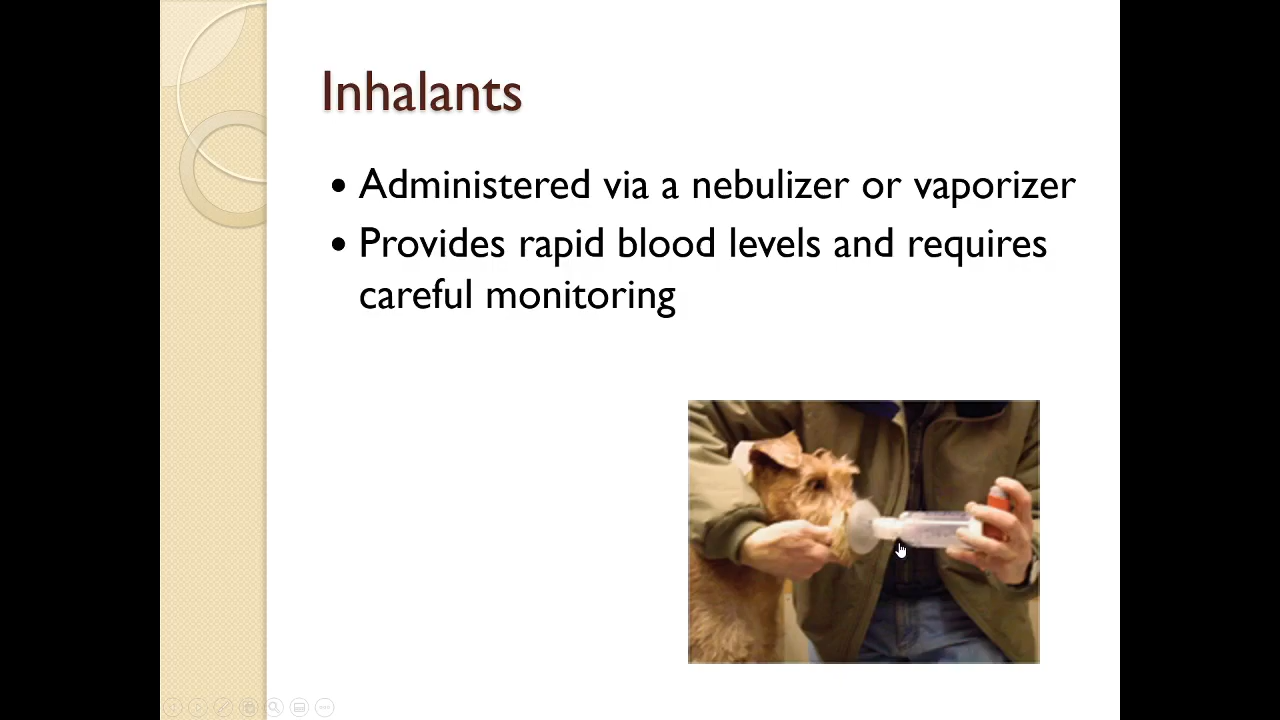 Inhalants
• Administered via a nebulizer or vaporizer
• Provides rapid blood levels and requires
careful monitoring